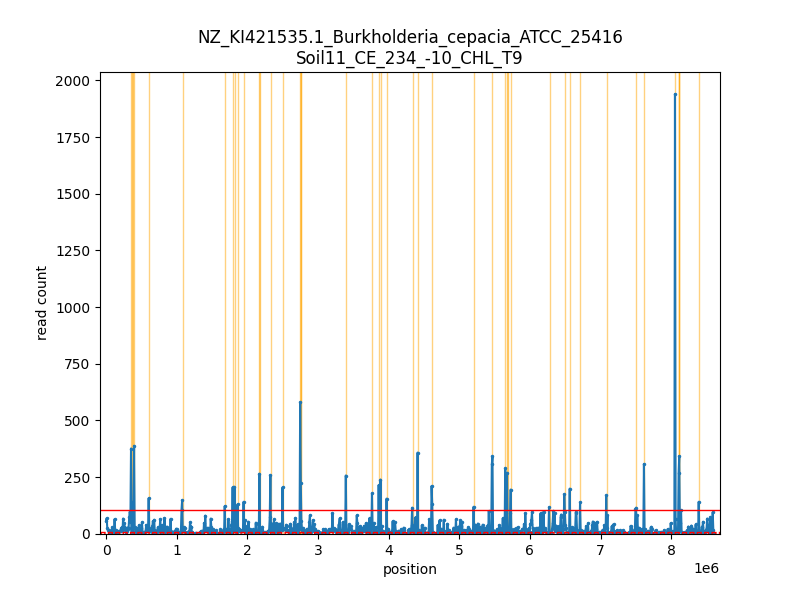 NZ_KI421535.1_Burkholderia_cepacia_ATCC_25416
Soil11_CE_234_-10_CHL_T9
2000
1750
1500
1250
1000
750
500
250
0
read count
0 1 2 3 4 5 6 7 8
1e6
position